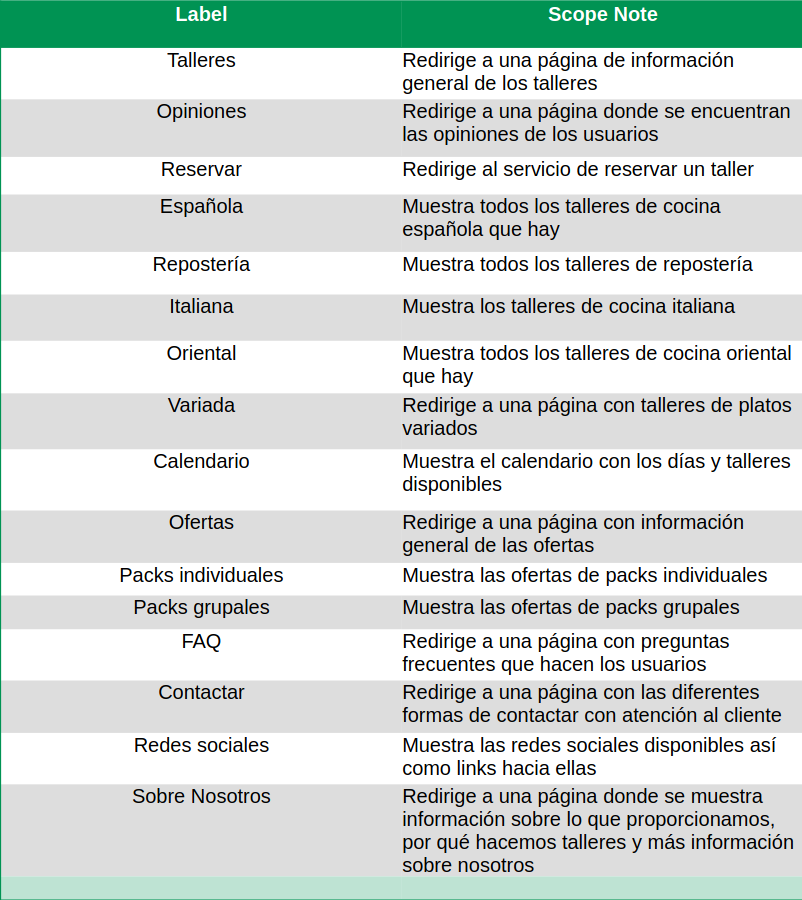 Label Scope Note
Talleres Redirige a una página de información
general de los talleres
Opiniones Redirige a una página donde se encuentran
las opiniones de los usuarios
Reservar Redirige al servicio de reservar un taller
Española Muestra todos los talleres de cocina
española que hay
Repostería Muestra todos los talleres de repostería
Italiana Muestra los talleres de cocina italiana
Oriental Muestra todos los talleres de cocina oriental
que hay
Variada Redirige a una página con talleres de platos
variados
Calendario Muestra el calendario con los días y talleres
disponibles
Ofertas Redirige a una página con información
general de las ofertas
Packs individuales Muestra las ofertas de packs individuales
Packs grupales Muestra las ofertas de packs grupales
FAQ Redirige a una página con preguntas
frecuentes que hacen los usuarios
Contactar Redirige a una página con las diferentes
formas de contactar con atención al cliente
Redes sociales Muestra las redes sociales disponibles así
como links hacia ellas
Sobre Nosotros Redirige a una página donde se muestra
información sobre lo que proporcionamos,
por qué hacemos talleres y más información
sobre nosotros